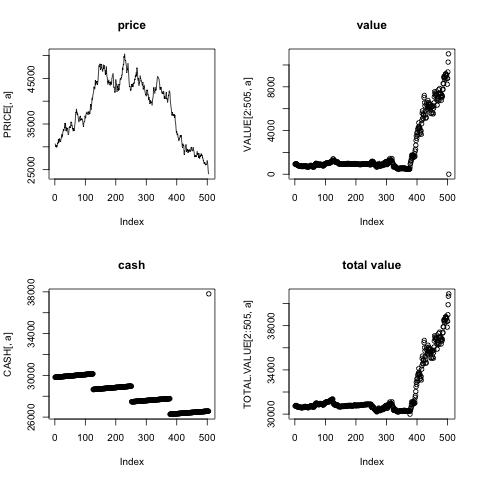 price
PRICE[, a]
25000 35000 45000
0 100 200 300 400 500
Index
value
VALUE[2:505, a]
0 4000 8000
0 100 200 300 400 500
Index
cash
CASH[, a]
26000 30000 34000 38000
0 100 200 300 400 500
Index
total value
TOTAL.VALUE[2:505, a]
30000 34000 38000
0 100 200 300 400 500
Index